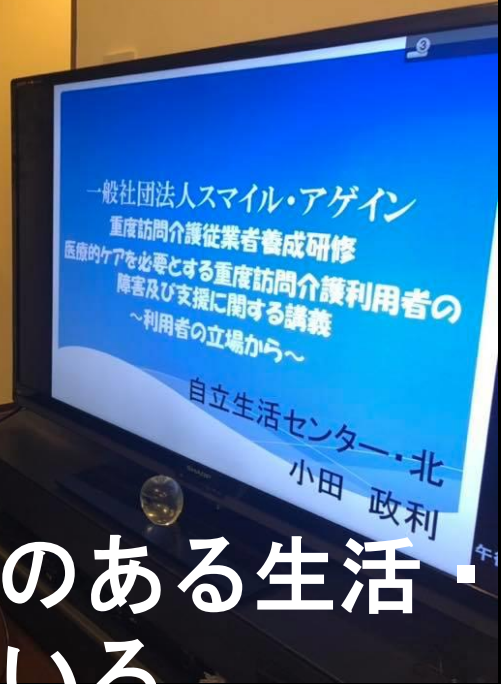 ③
一般社団法人スマイル・アゲイン
重度訪問介護従業者養成研修
医療的ケアを必要とする重度訪問介護利用者の
障害及び支援に関する講義
～利用者の立場から～
自立生活センター・北
小田 政利
午後
のある生活・
いる